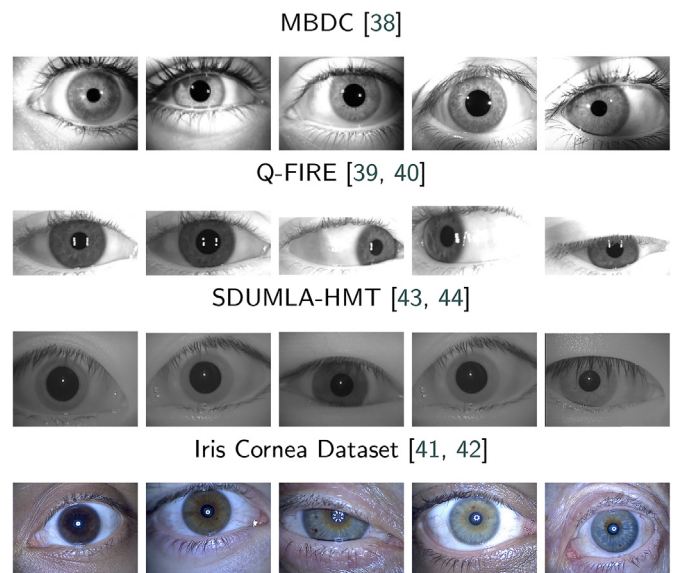 MBDC [38]
Q-FIRE [39, 40]
SDUMLA-HMT [43, 44]
Iris Cornea Dataset [41, 42]